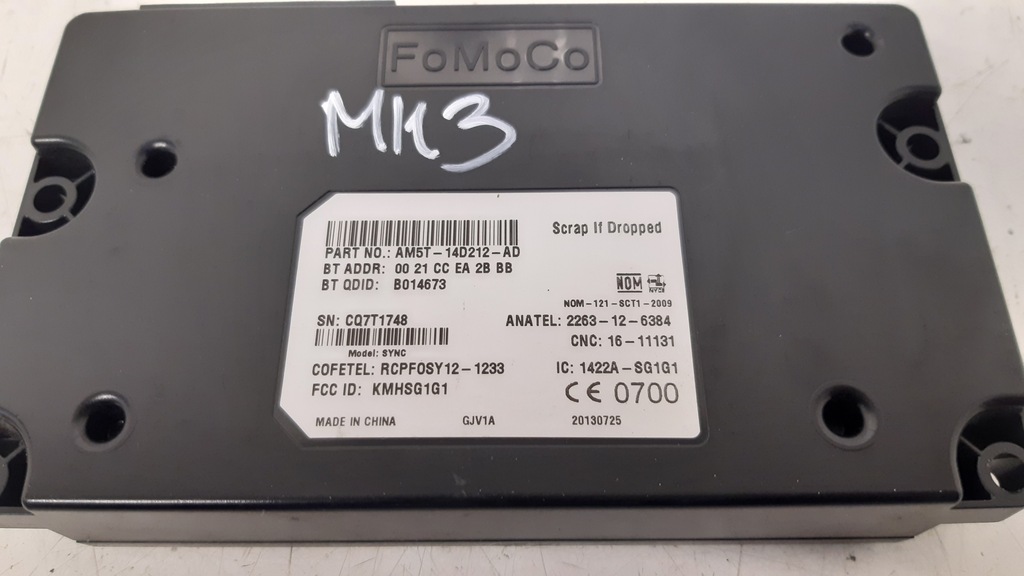 FoMoCo
MK3
Scrap If Dropped
PART NO.: AM5T-14D212-AD
BT ADDR: 00 21 CC EA 2B BB
BT QDID: B014673
NOM NYCE
NOM-121-SCT1-2009
SN: CQ7T1748 ANATEL: 2263-12-6384
CNC: 16-11131
Model: SYNC
COFETEL: RCPFOSY12-1233 IC: 1422A-SG1G1
FCC ID: KMHSG1G1 CE 0700
MADE IN CHINA GJV1A 20130725